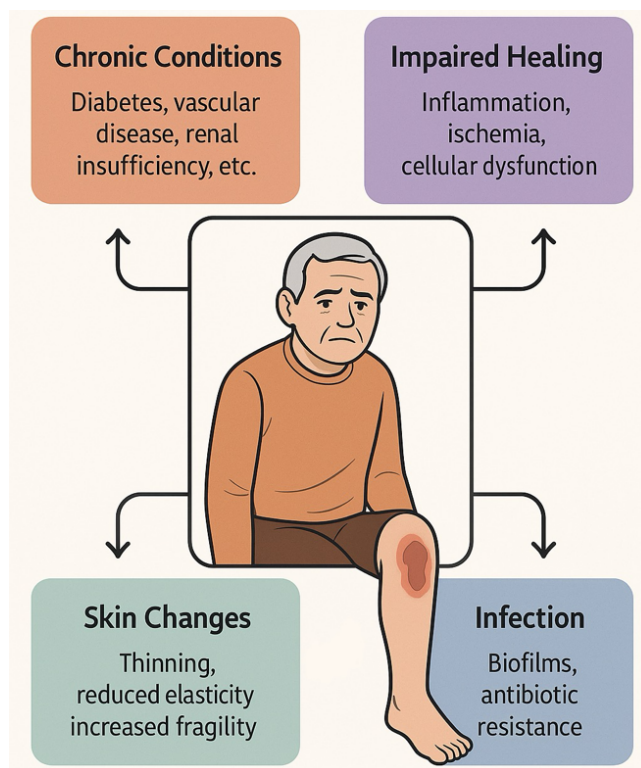 Chronic Conditions
Diabetes, vascular
disease, renal
insufficiency, etc.
Impaired Healing
Inflammation,
ischemia,
cellular dysfunction
Skin Changes
Thinning,
reduced elasticity
increased fragility
Infection
Biofilms,
antibiotic
resistance